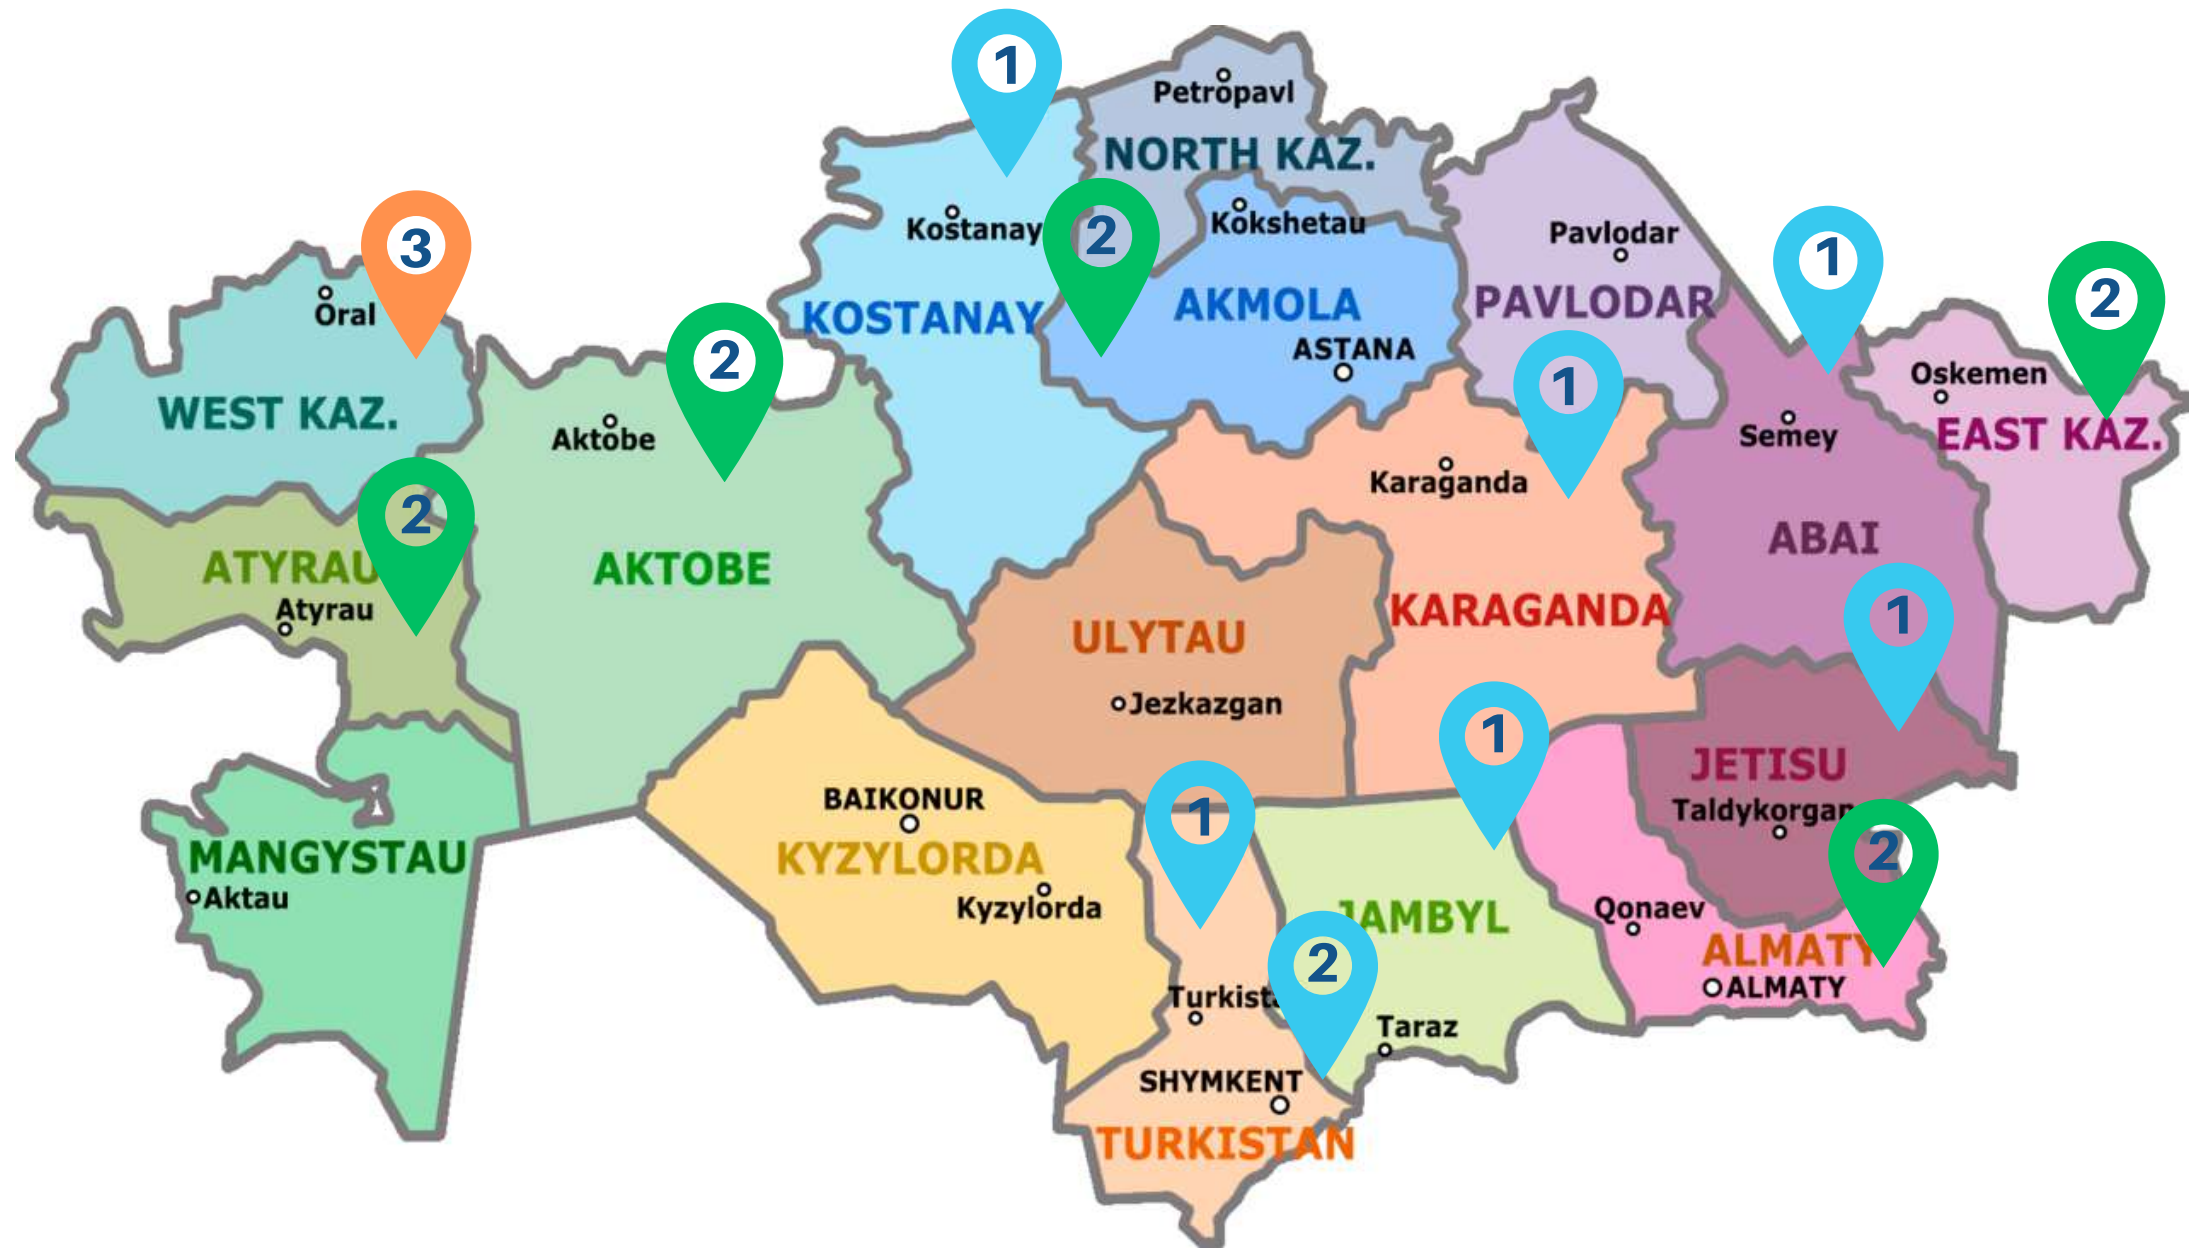 1
Petropavl
NORTH KAZ.
Kostanay
2
Kokshetau
Pavlodar
1
3
Oral
2
KOSTANAY
AKMOLA
PAVLODAR
2
ASTANA
1
Oskemen
WEST KAZ.
Aktobe
Semey
EAST KAZ.
Karaganda
2
ATYRAU
Atyrau
AKTOBE
ABAI
ULYTAU
KARAGANDA
1
Jezkazgan
1
JETISU
Taldykorgan
BAIKONUR
1
2
MANGYSTAU
Aktau
KYZYLORDA
Kyzylorda
JAMBYL
Qonaev
ALMATY
ALMATY
2
Turkista
Taraz
SHYMKENT
TURKISTAN